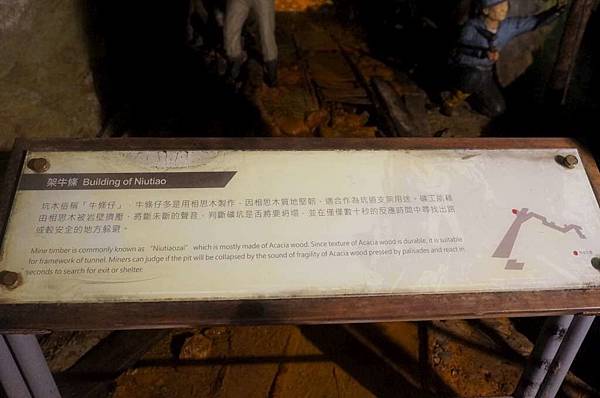 架牛條 Building of Niutiao
坑木俗稱「牛條仔」,牛條仔多是用相思木製作,因相思木質地堅韌,適合作為坑道支架用途。礦工能藉
由相思木被岩壁擠壓,將斷未斷的聲音,判斷礦坑是否將要坍塌,並在僅僅數十秒的反應時間中尋找出路
或較安全的地方躲避。
Mine timber is commonly known as “Niutiaozai” which is mostly made of Acacia wood. Since texture of Acacia wood is durable, it is suitable
for framework of tunnel. Miners can judge if the pit will be collapsed by the sound of fragility of Acacia wood pressed by palisades and react in
seconds to search for exit or shelter.